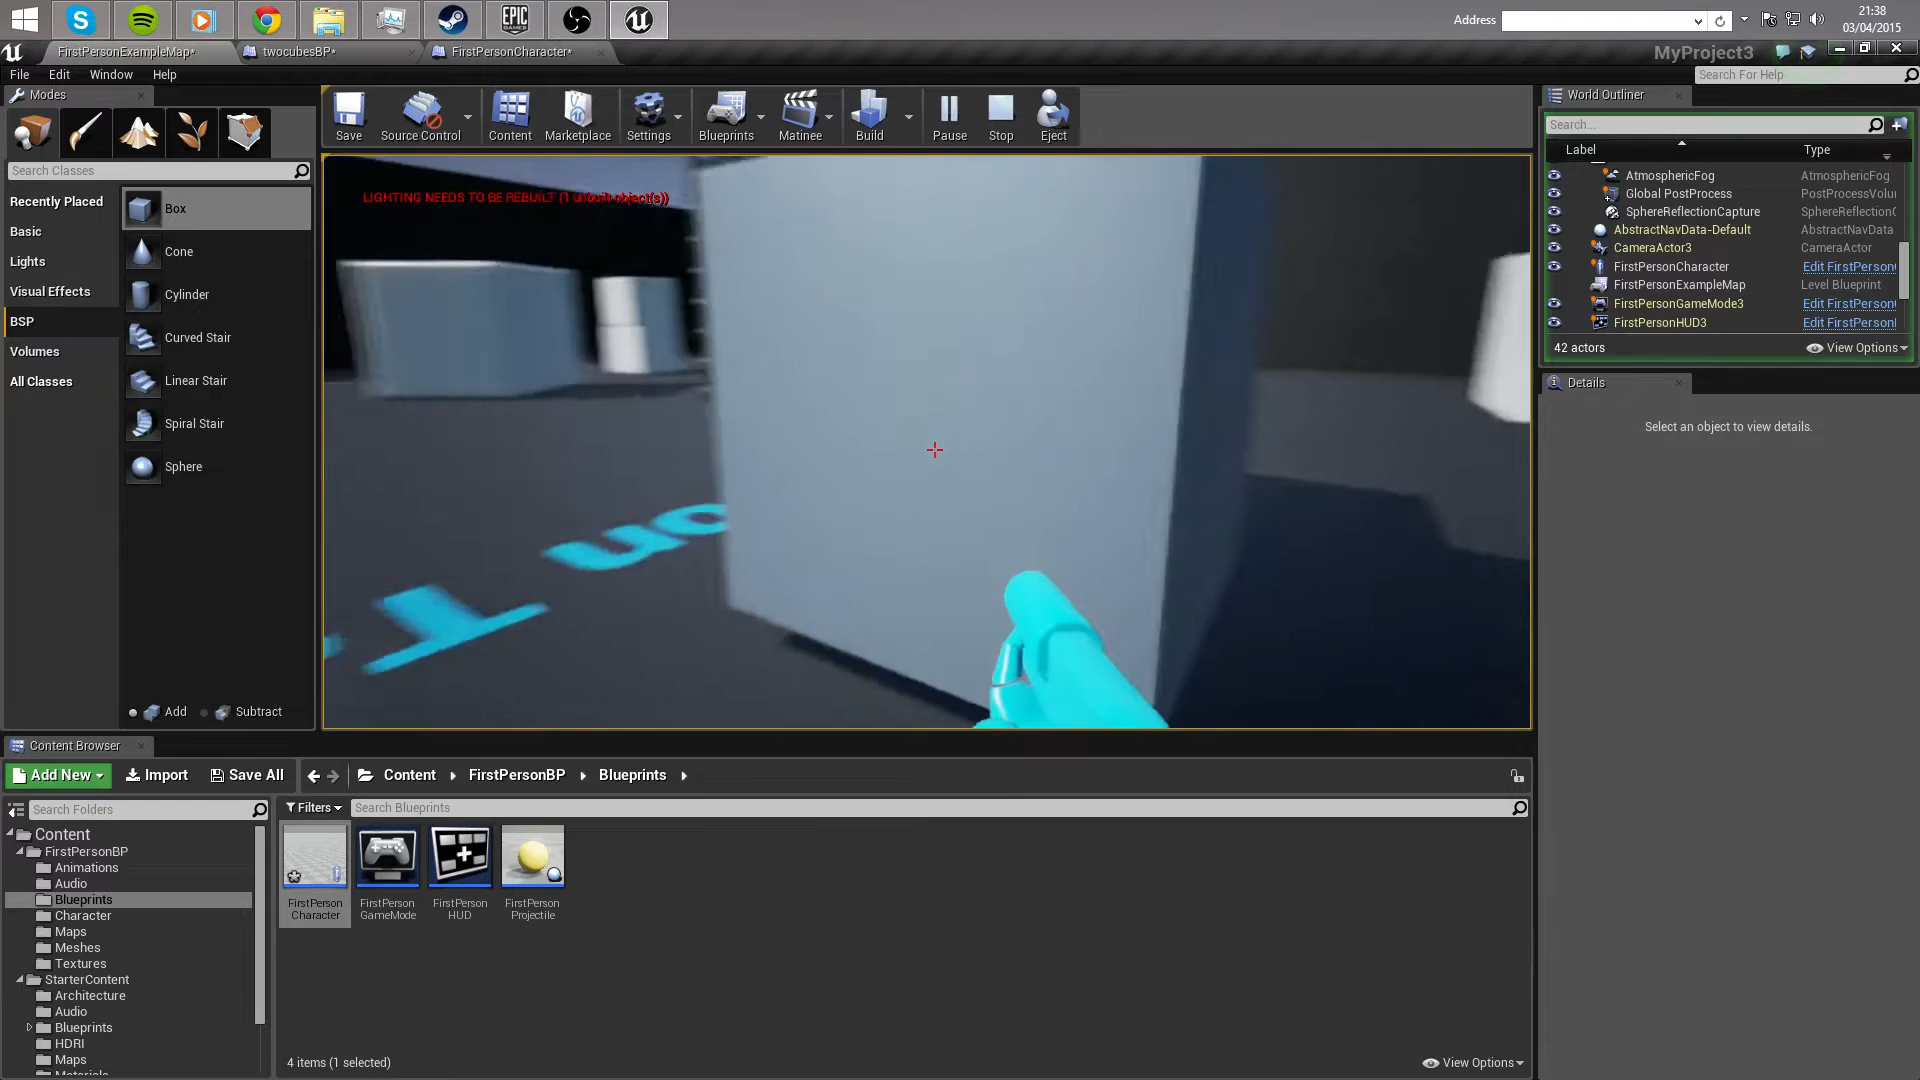 EPIC
GAMES
Address
21:38
03/04/2015
FirstPersonExampleMap*
twocubesBP*
FirstPersonCharacter*
MyProject3
File
Edit
Window
Help
Search For Help
Modes
Save
Source Control
Content
Marketplace
Settings
Blueprints
Matinee
Build
Pause
Stop
Eject
World Outliner
Search...
Label
Type
Search Classes
Recently Placed
Basic
Lights
Visual Effects
BSP
Volumes
All Classes
Box
Cone
Cylinder
Curved Stair
Linear Stair
Spiral Stair
Sphere
Add
Subtract
LIGHTING NEEDS TO BE REBUILT (1 unbuilt object(s))
AtmosphericFog AtmosphericFog
Global PostProcess PostProcessVolu
SphereReflectionCapture SphereReflectionC
AbstractNavData-Default AbstractNavData
CameraActor3 CameraActor
FirstPersonCharacter Edit FirstPerson
FirstPersonExampleMap Level Blueprint
FirstPersonGameMode3 Edit FirstPerson
FirstPersonHUD3 Edit FirstPerson
42 actors
View Options
Details
Select an object to view details.
Content Browser
Add New
Import
Save All
Content
FirstPersonBP
Blueprints
Search Folders
Filters
Search Blueprints
Content
FirstPersonBP
Animations
Audio
Blueprints
Character
Maps
Meshes
Textures
StarterContent
Architecture
Audio
Blueprints
HDRI
Maps
FirstPerson
Character
FirstPerson
GameMode
FirstPerson
HUD
FirstPerson
Projectile
4 items (1 selected)
View Options